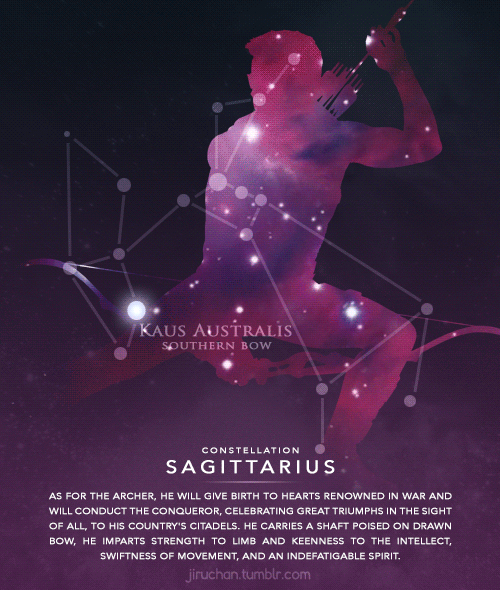 KAUS AUSTRALIS
SOUTHERN BOW
CONSTELLATION
SAGITTARIUS
AS FOR THE ARCHER, HE WILL GIVE BIRTH TO HEARTS RENOWNED IN WAR AND
WILL CONDUCT THE CONQUEROR, CELEBRATING GREAT TRIUMPHS IN THE SIGHT
OF ALL, TO HIS COUNTRY'S CITADELS. HE CARRIES A SHAFT POISED ON DRAWN
BOW, HE IMPARTS STRENGTH TO LIMB AND KEENNESS TO THE INTELLECT,
SWIFTNESS OF MOVEMENT, AND AN INDEFATIGABLE SPIRIT.
jiruchan.tumblr.com